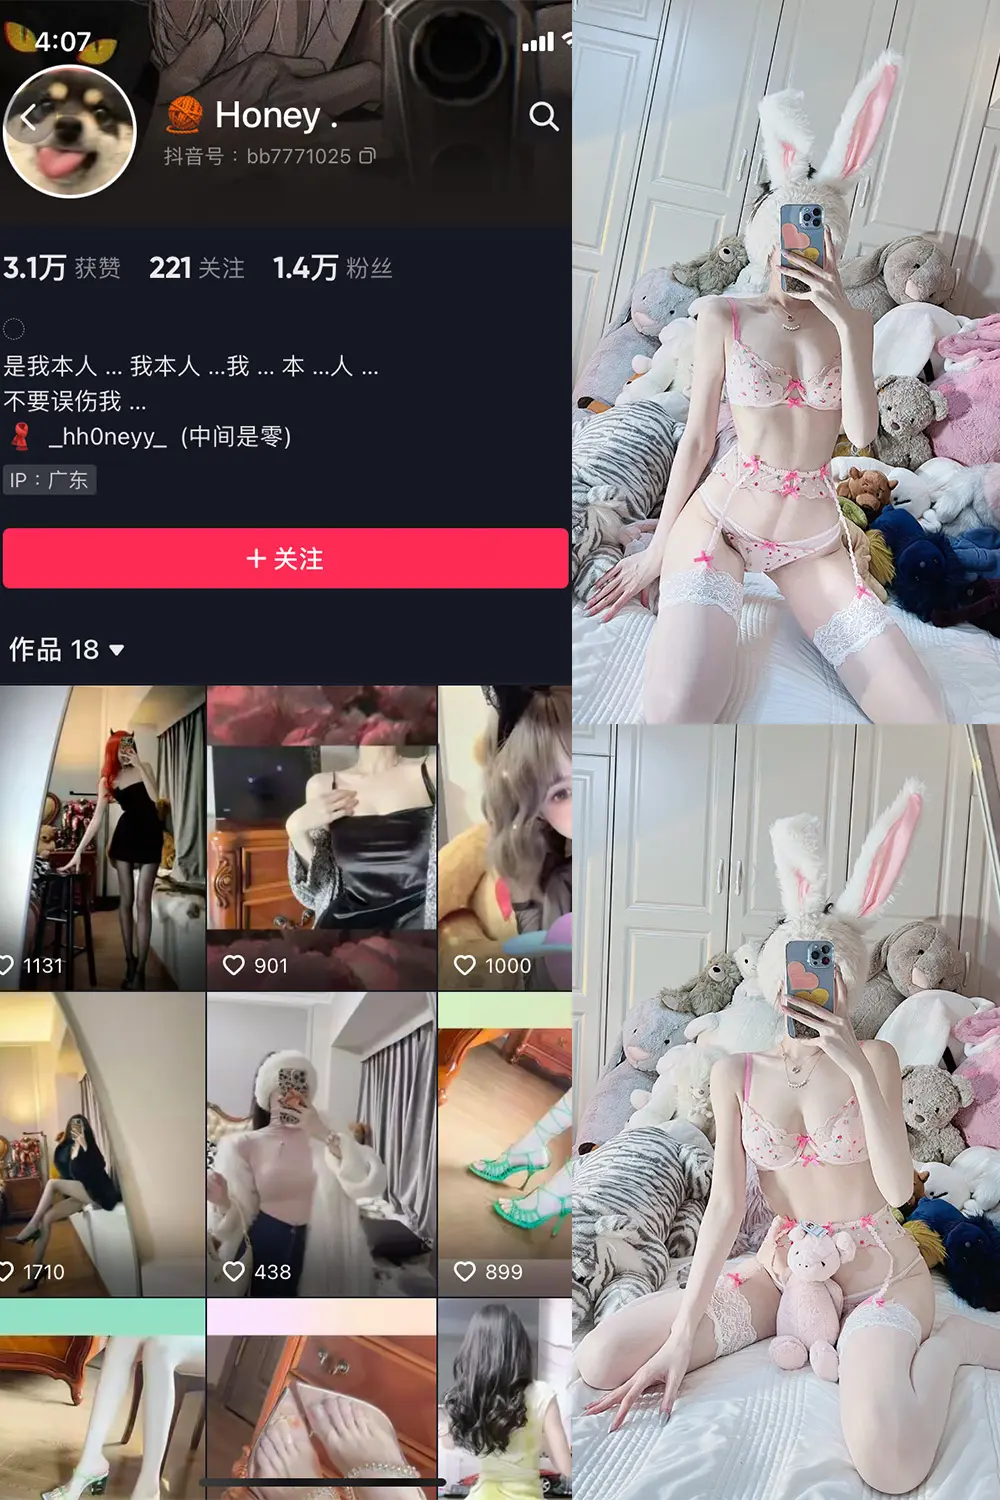 4:07
Honey .
抖音号：bb7771025
3.1万 获赞 221 关注 1.4万 粉丝
是我本人 ... 我本人 ...我 ... 本 ...人 ...
不要误伤我 ...
_hh0neyy_ (中间是零)
IP：广东
+ 关注
作品 18
1131 901 1000
1710 438 899